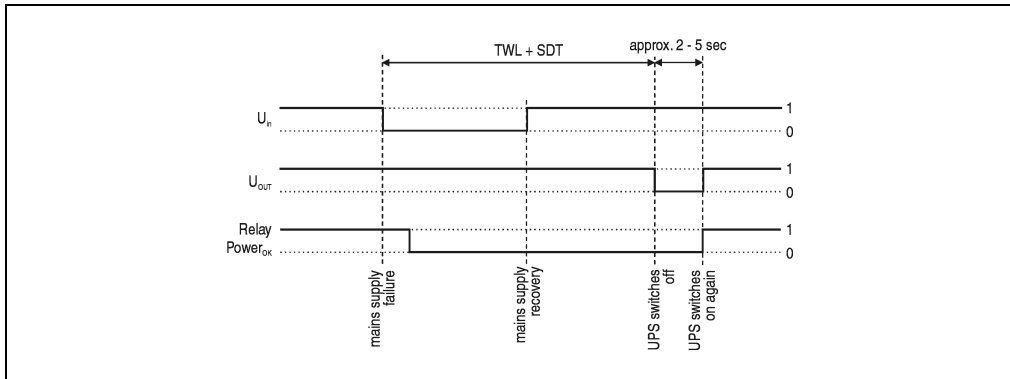 TWL + SDT
approx. 2 - 5 sec
Uin
1
0
UOUT
1
0
Relay
PowerOK
1
0
mains supply
failure
mains supply
recovery
UPS switches
off
UPS switches
on again